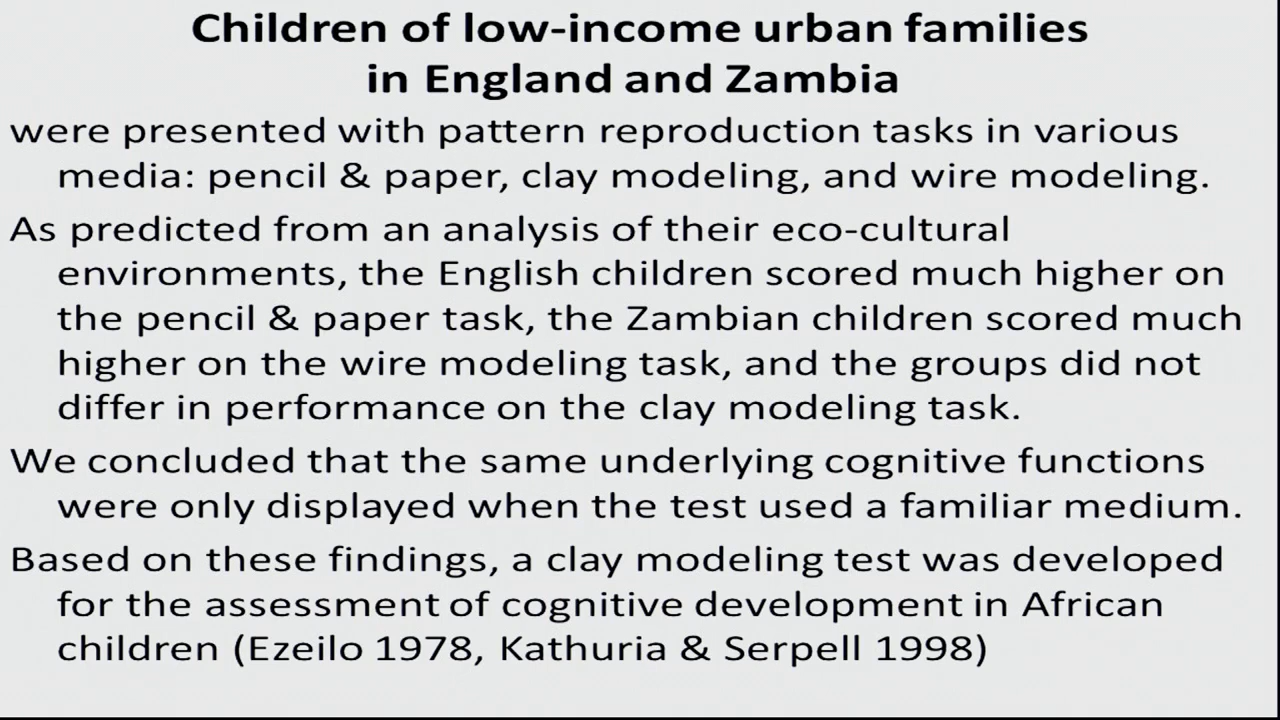 Children of low-income urban families
in England and Zambia
were presented with pattern reproduction tasks in various
media: pencil & paper, clay modeling, and wire modeling.
As predicted from an analysis of their eco-cultural
environments, the English children scored much higher on
the pencil & paper task, the Zambian children scored much
higher on the wire modeling task, and the groups did not
differ in performance on the clay modeling task.
We concluded that the same underlying cognitive functions
were only displayed when the test used a familiar medium.
Based on these findings, a clay modeling test was developed
for the assessment of cognitive development in African
children (Ezeilo 1978, Kathuria & Serpell 1998)